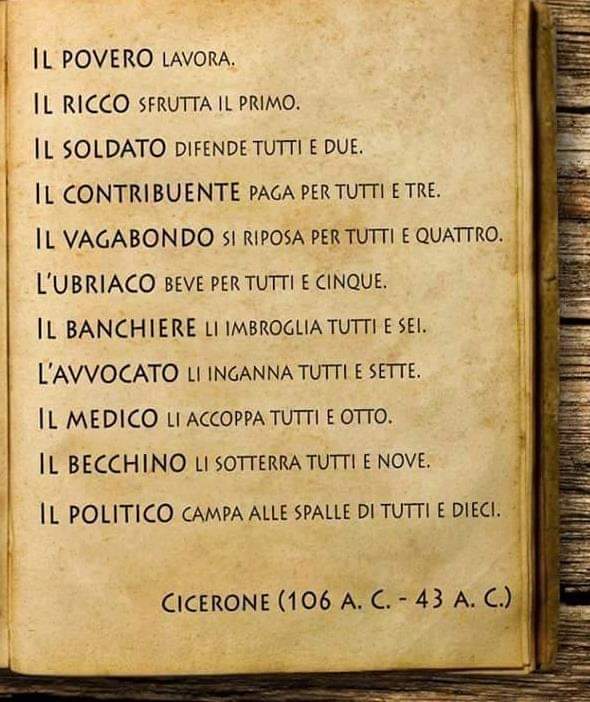 Il povero lavora.
Il ricco sfrutta il primo.
Il soldato difende tutti e due.
Il contribuente paga per tutti e tre.
Il vagabondo si riposa per tutti e quattro.
L'ubriaco beve per tutti e cinque.
Il banchiere li imbroglia tutti e sei.
L'avvocato li inganna tutti e sette.
Il medico li accoppa tutti e otto.
Il becchino li sotterra tutti e nove.
Il politico campa alle spalle di tutti e dieci.
Cicerone (106 a. C. - 43 a. C.)